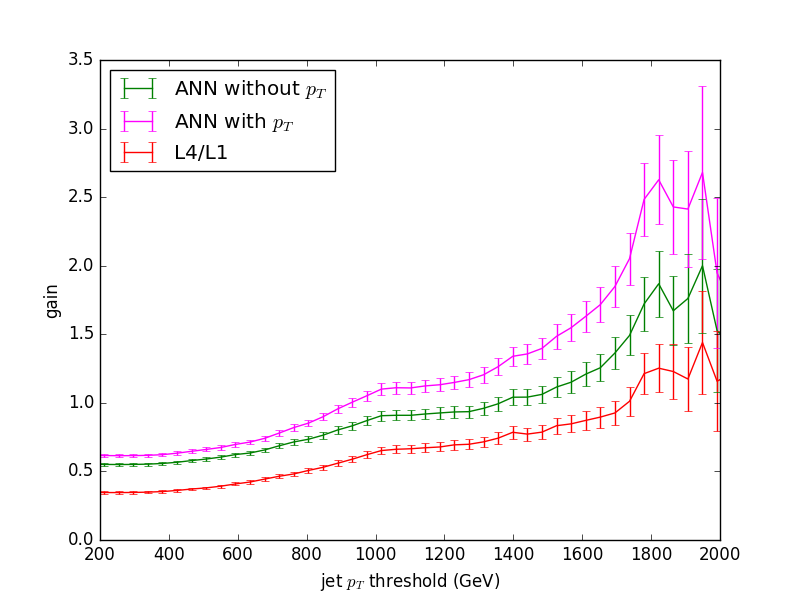 3.5
3.0
2.5
2.0
1.5
1.0
0.5
0.0
gain
ANN without p_T
ANN with p_T
L4/L1
200 400 600 800 1000 1200 1400 1600 1800 2000
jet p_T threshold (GeV)